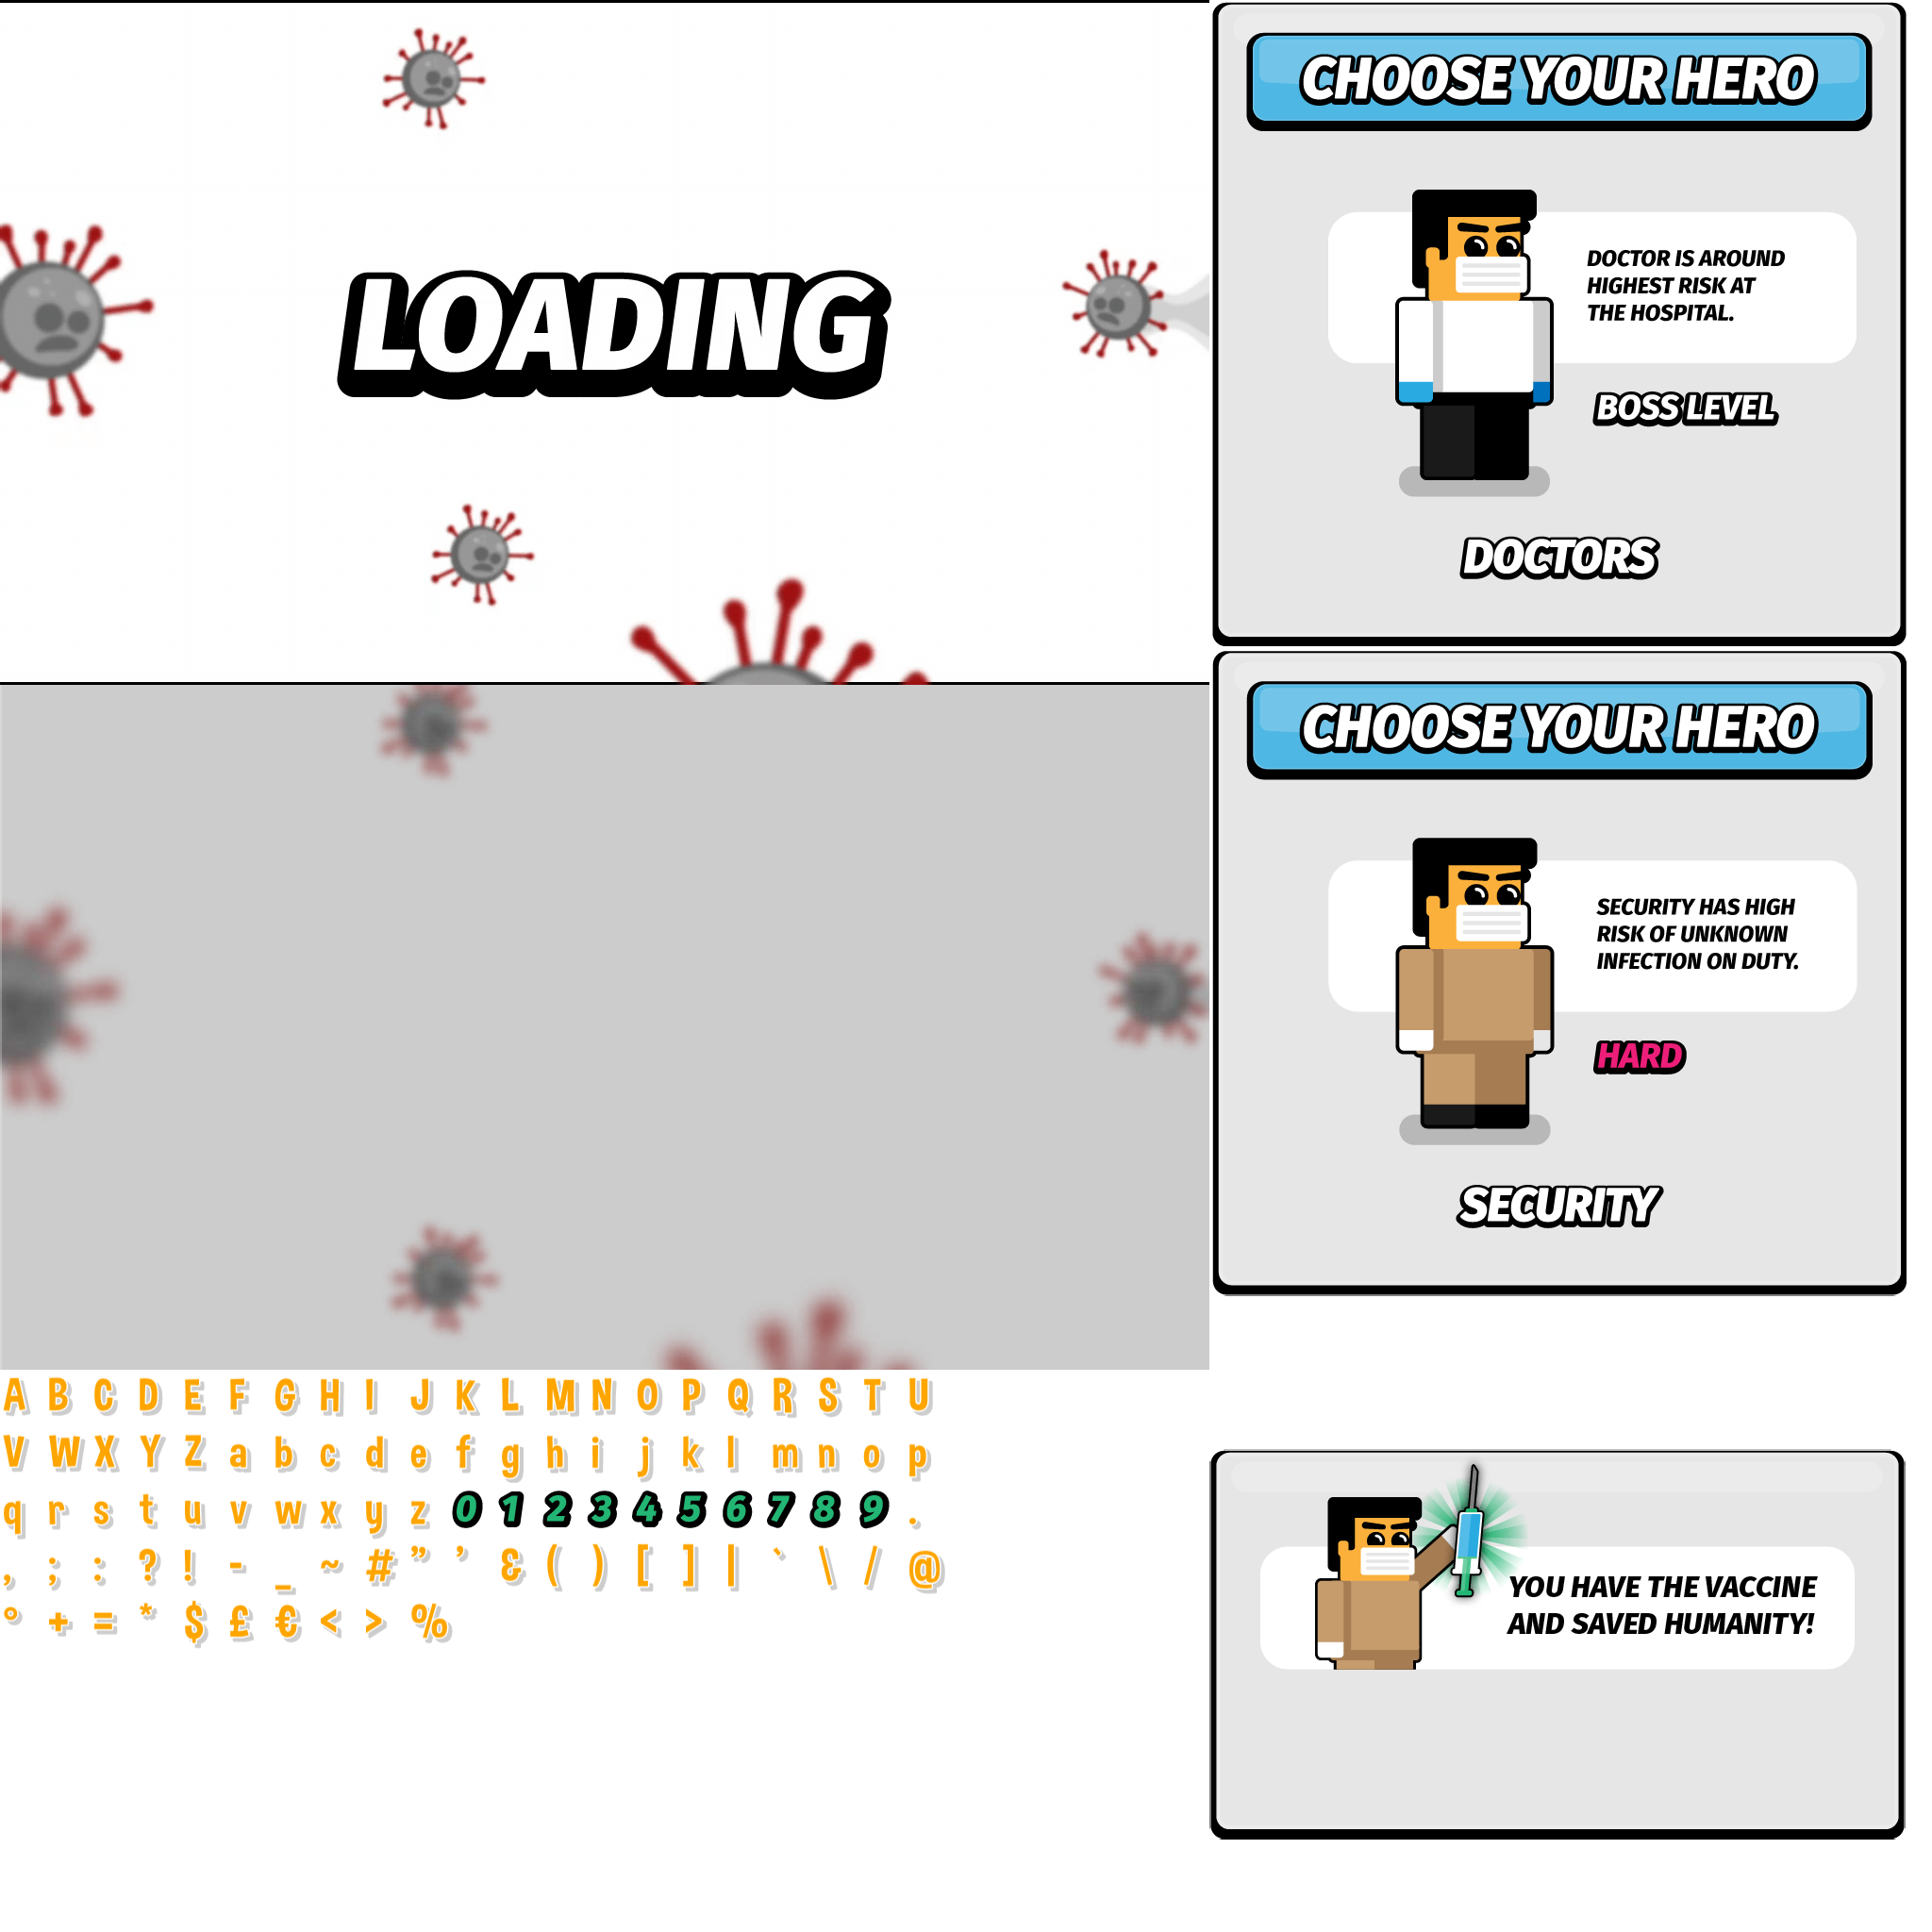 LOADING
CHOOSE YOUR HERO
DOCTOR IS AROUND
HIGHEST RISK AT
THE HOSPITAL.
BOSS LEVEL
DOCTORS
CHOOSE YOUR HERO
SECURITY HAS HIGH
RISK OF UNKNOWN
INFECTION ON DUTY.
HARD
SECURITY
A B C D E F G H I J K L M N O P Q R S T U
V W X Y Z a b c d e f g h i j k l m n o p
q r s t u v w x y z 0 1 2 3 4 5 6 7 8 9 .
, ; : ? ! - _ ~ # ” ’ & ( ) [ ] | ` \ / @
° + = * $ £ € < > %
YOU HAVE THE VACCINE
AND SAVED HUMANITY!